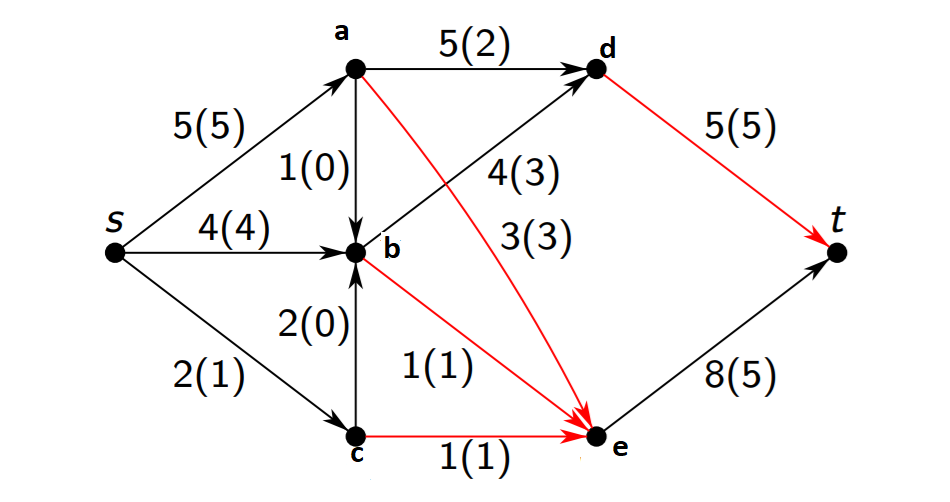 a
5(2)
d
5(5)
5(5)
1(0)
4(3)
s
4(4)
b
3(3)
t
2(0)
2(1)
1(1)
8(5)
c
1(1)
e